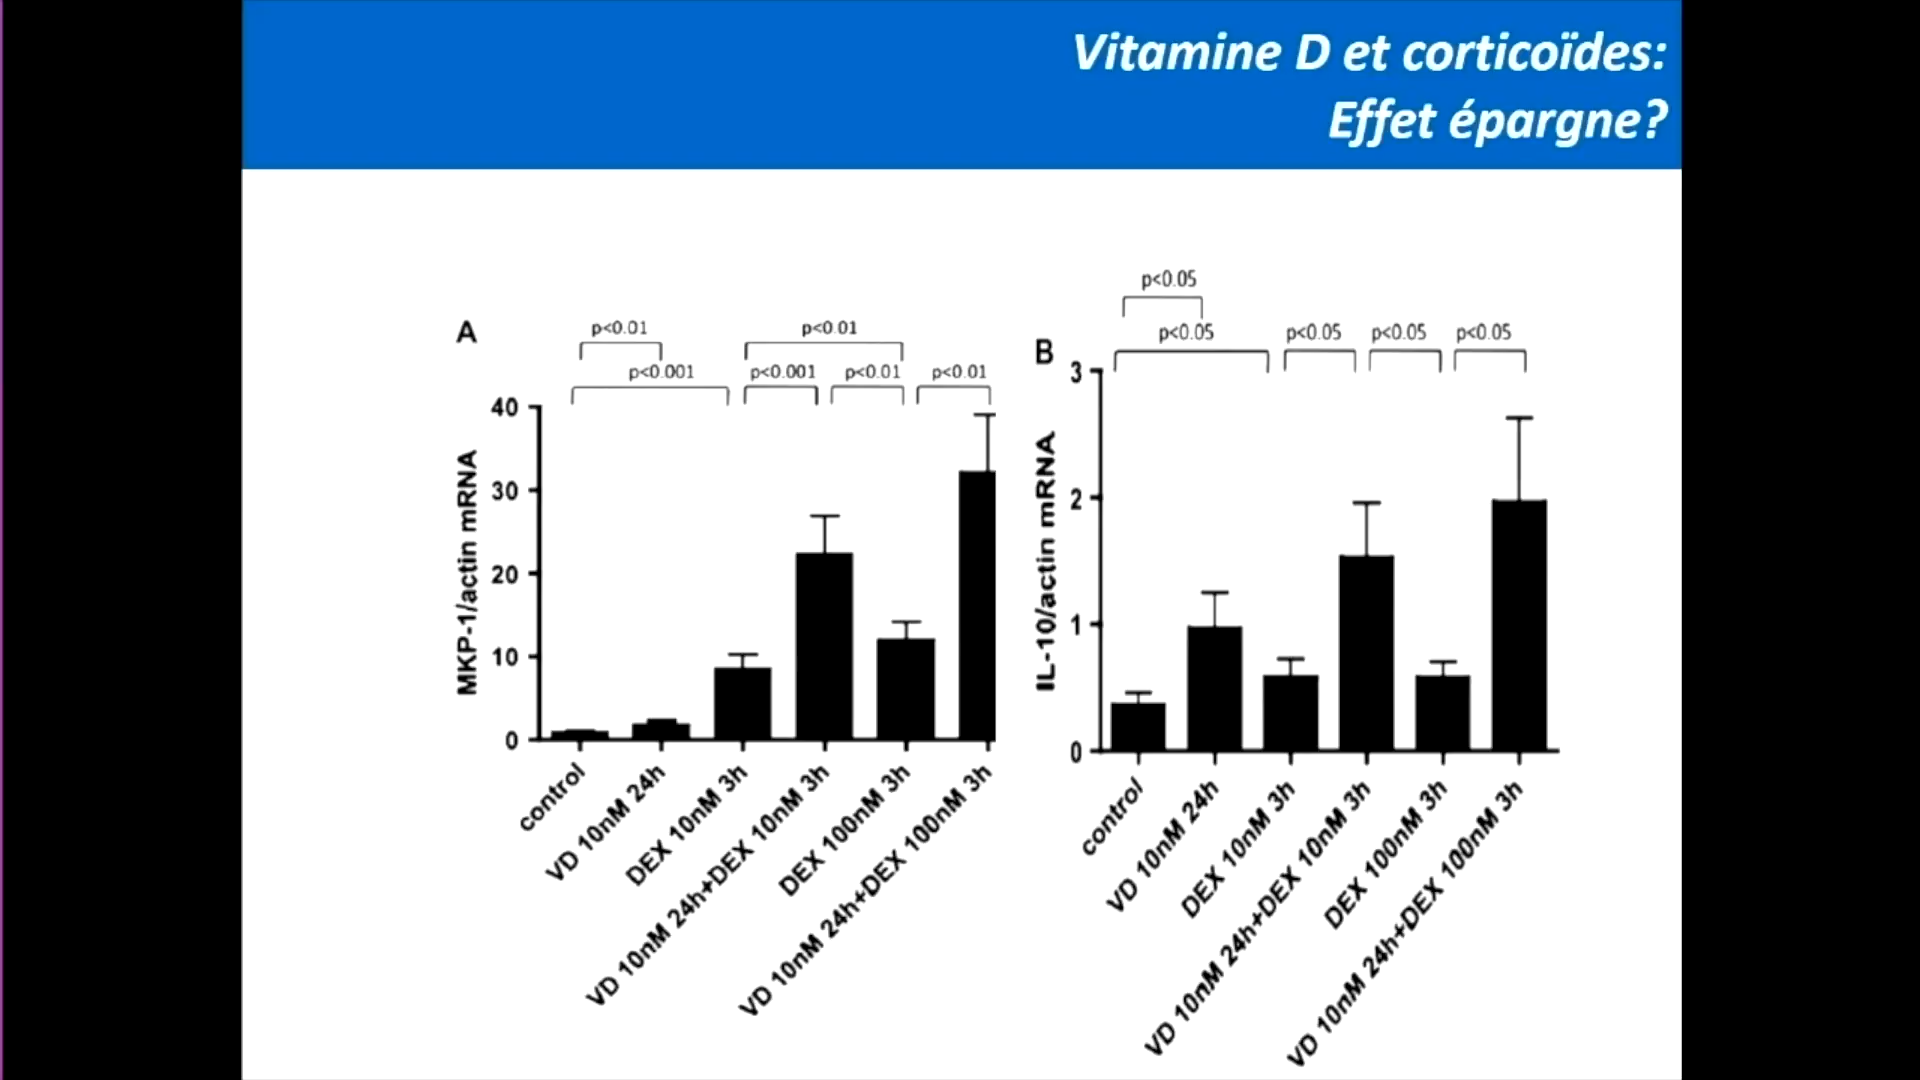 Vitamine D et corticoïdes:
Effet épargne?
A
p<0.01
p<0.01
p<0.001
p<0.001
p<0.01
p<0.01
MKP-1/actin mRNA
40
30
20
10
0
control
VD 10nM 24h
DEX 10nM 3h
VD 10nM 24h+DEX 10nM 3h
DEX 100nM 3h
VD 10nM 24h+DEX 100nM 3h
B
p<0.05
p<0.05
p<0.05
p<0.05
p<0.05
IL-10/actin mRNA
3
2
1
0
control
VD 10nM 24h
DEX 10nM 3h
VD 10nM 24h+DEX 10nM 3h
DEX 100nM 3h
VD 10nM 24h+DEX 100nM 3h